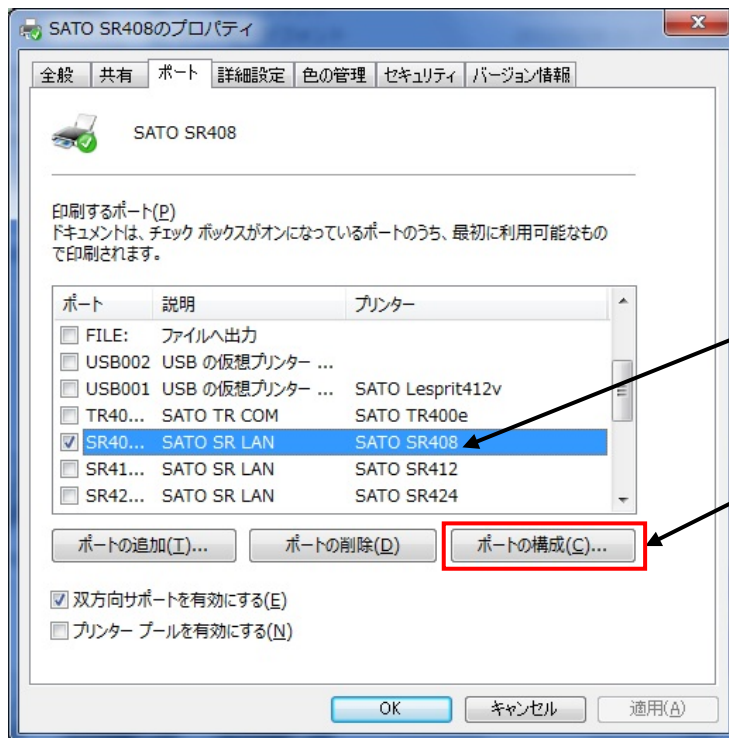 SATO SR408のプロパティ
全般 共有 ポート 詳細設定 色の管理 セキュリティ バージョン情報
SATO SR408
印刷するポート(P)
ドキュメントは、チェック ボックスがオンになっているポートのうち、最初に利用可能なもの
で印刷されます。
ポート 説明 プリンター
FILE: ファイルへ出力
USB002 USB の仮想プリンター ...
USB001 USB の仮想プリンター ... SATO Lesprit412v
TR40... SATO TR COM SATO TR400e
SR40... SATO SR LAN SATO SR408
SR41... SATO SR LAN SATO SR412
SR42... SATO SR LAN SATO SR424
ポートの追加(T)... ポートの削除(D) ポートの構成(C)...
双方向サポートを有効にする(E)
プリンター プールを有効にする(N)
OK キャンセル 適用(A)